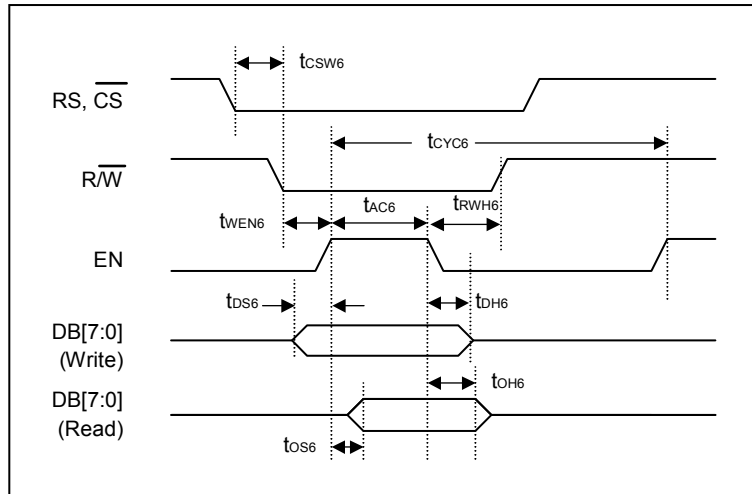 tCSW6
RS, CS
tCYC6
R/W
tAC6
tRWH6
tWEN6
EN
tDS6
tDH6
DB[7:0]
(Write)
tOH6
DB[7:0]
(Read)
tOS6